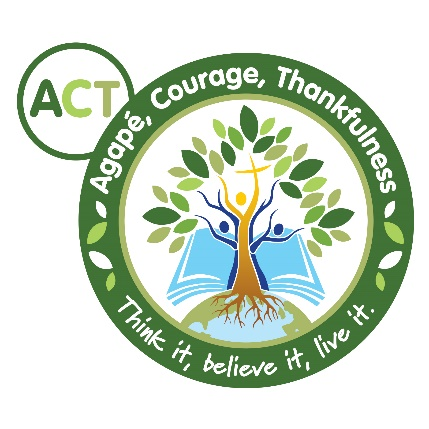 ACT
Agapé, Courage, Thankfulness
Think it, believe it, live it.